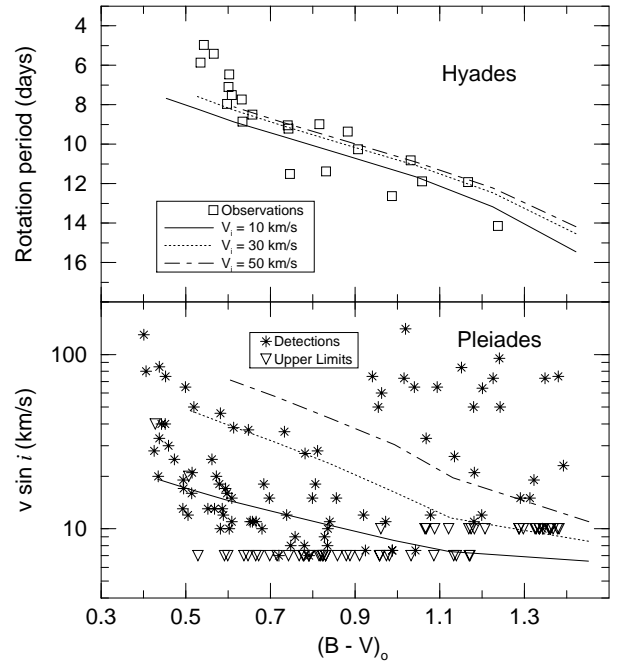 4
6
8
10
12
14
16
Rotation period (days)
Hyades
Observations
V_i = 10 km/s
V_i = 30 km/s
V_i = 50 km/s
100
10
v sin i (km/s)
Detections
Upper Limits
Pleiades
0.3 0.5 0.7 0.9 1.1 1.3
(B - V)_o